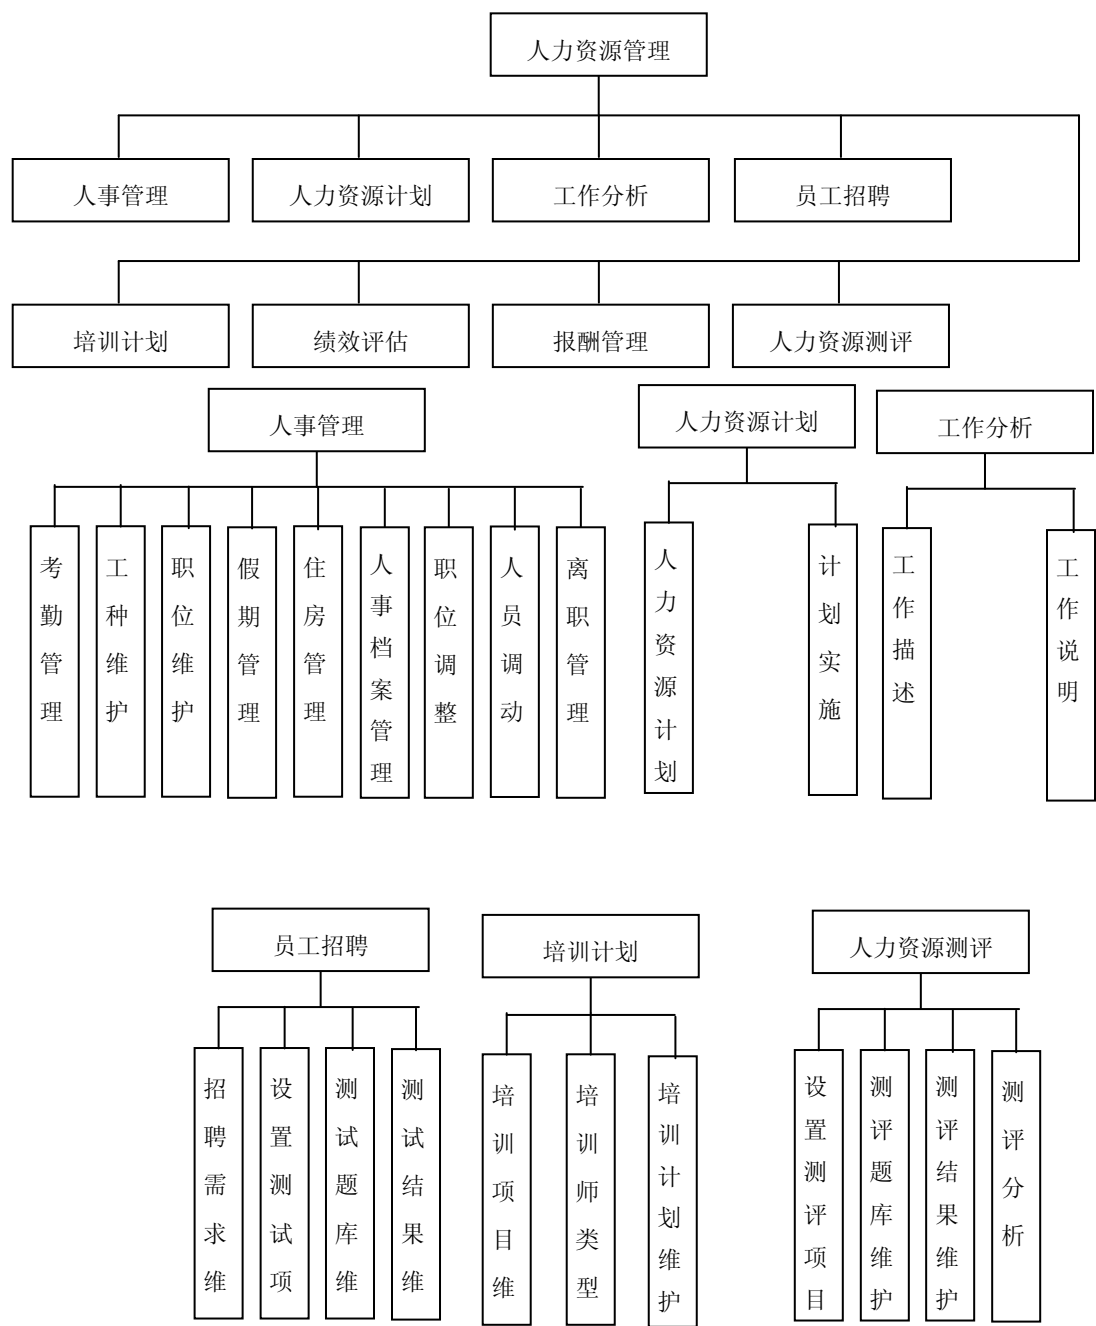 人力资源管理
人事管理
人力资源计划
工作分析
员工招聘
培训计划
绩效评估
报酬管理
人力资源测评
人事管理
人力资源计划
工作分析
考勤管理
工种维护
职位维护
假期管理
住房管理
人事档案管理
职位调整
人员调动
离职管理
人力资源计划
计划实施
工作描述
工作说明
员工招聘
培训计划
人力资源测评
招聘需求维
设置测试项
测试题库维
测试结果维
培训项目维
培训师类型
培训计划维护
设置测评项目
测评题库维护
测评结果维护
测评分析